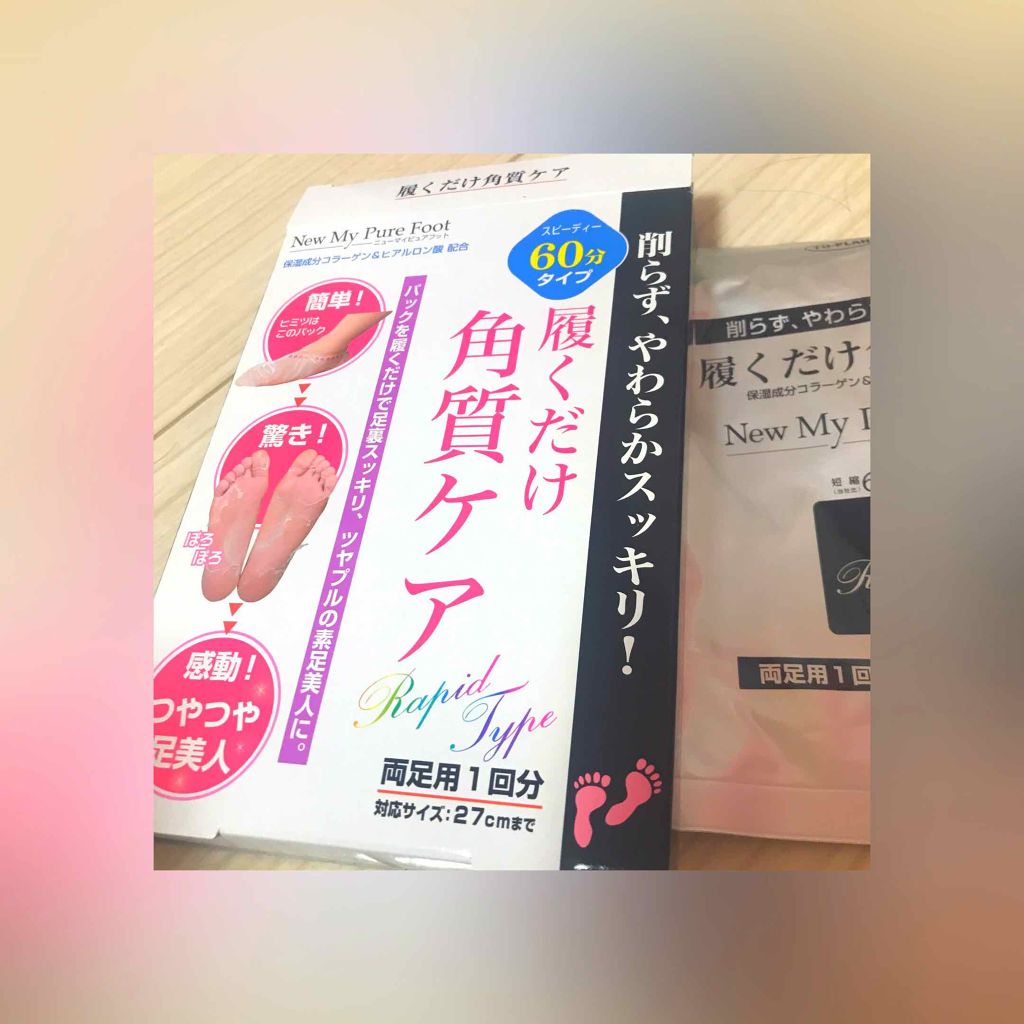 履くだけ角質ケア
New My Pure Foot
ニューマイピュアフット
保湿成分コラーゲン&ヒアルロン酸 配合
スピーディー
60分
タイプ
削らず、やわらかスッキリ!
履くだけ
角質ケア
パックを履くだけで足裏スッキリ、ツヤプルの素足美人に。
簡単!
ヒミツは
このパック
驚き!
ぽろ
ぽろ
感動!
つやつや
足美人
Rapid
Type
両足用1回分
対応サイズ:27cmまで
TO-PLAN
削らず、やわら
履くだけ
保湿成分コラーゲン&
New My
短縮
(当社比)
両足用1回